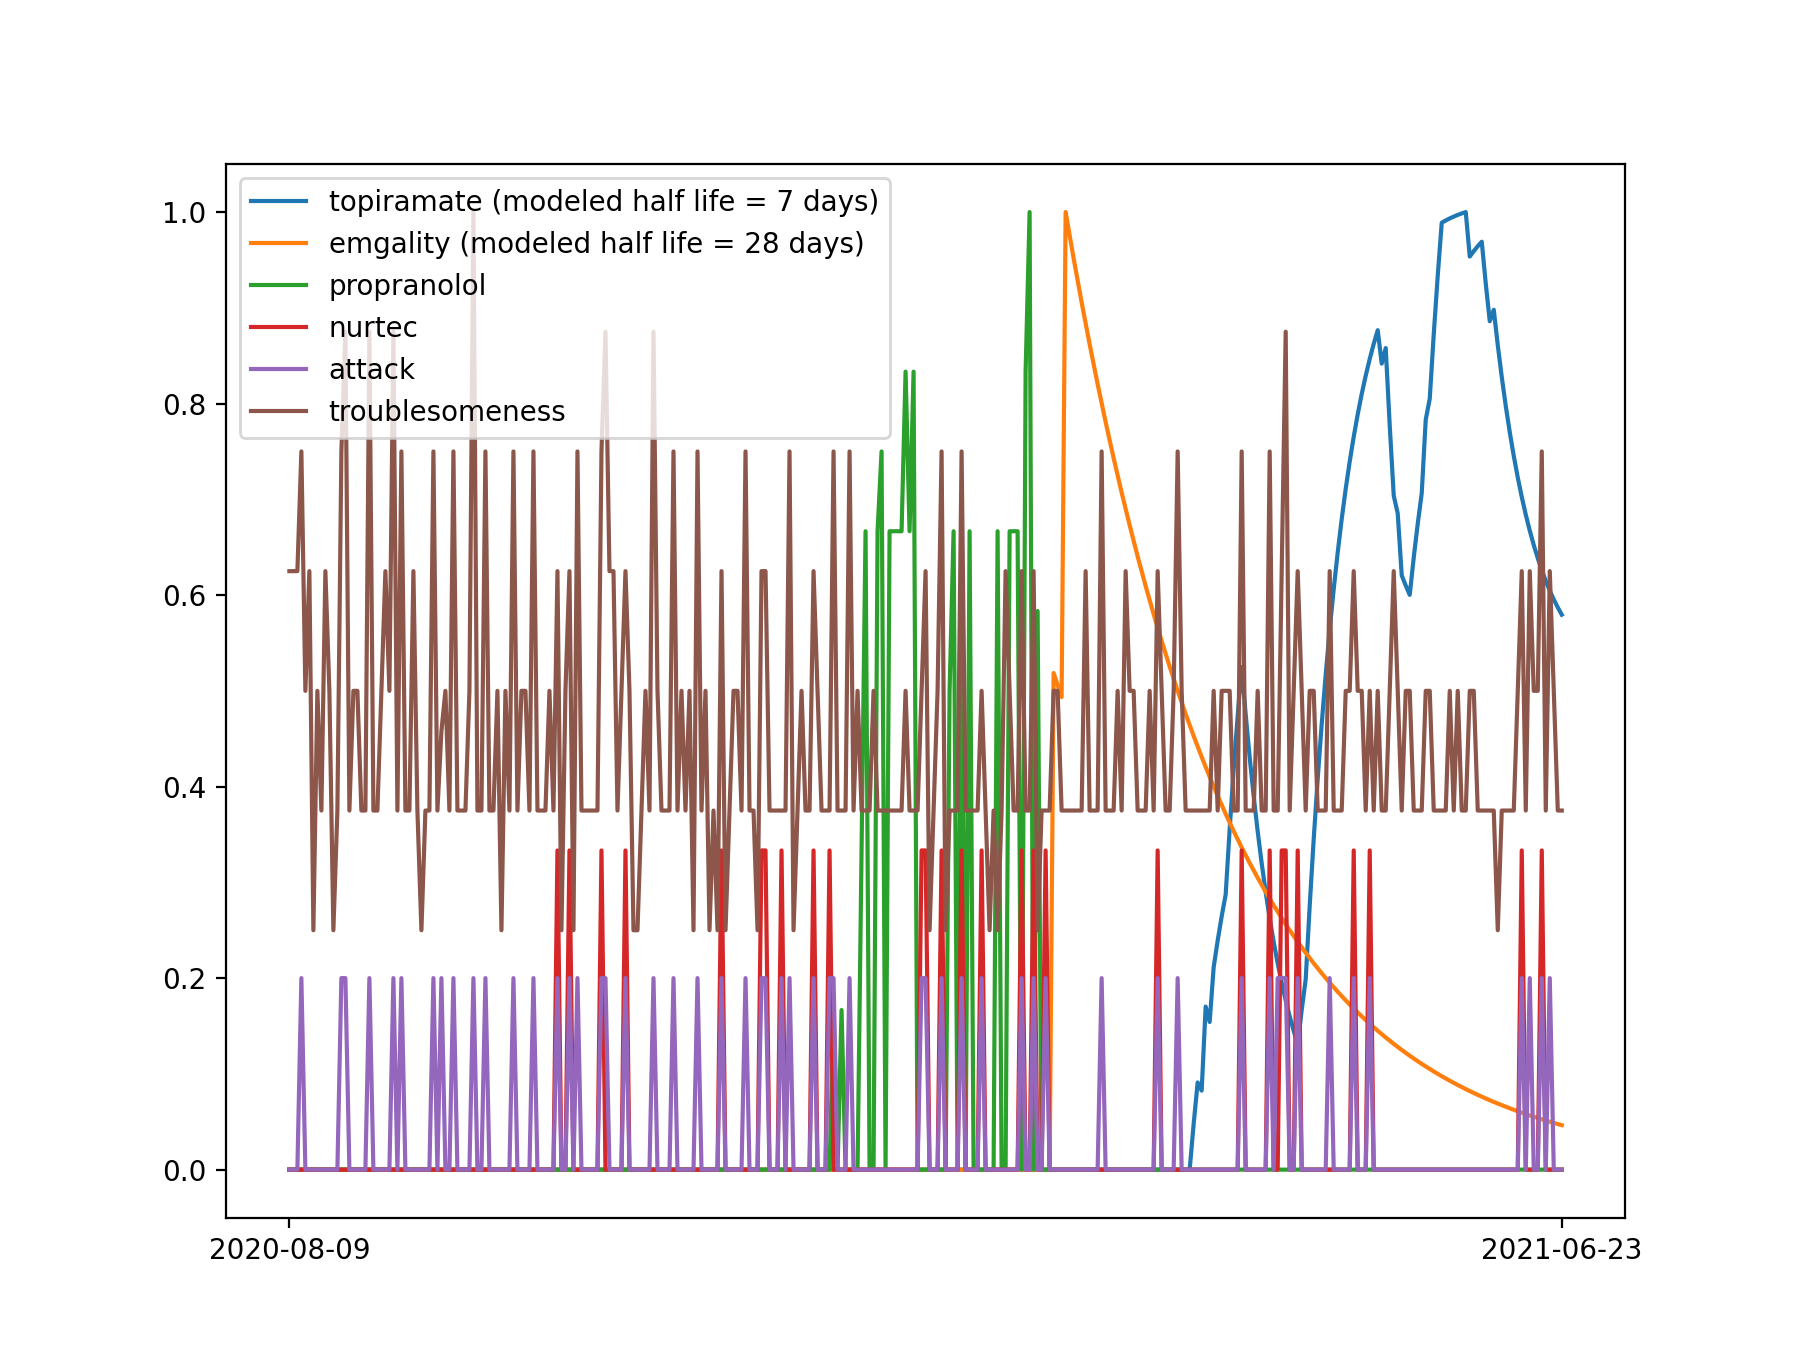 1.0
0.8
0.6
0.4
0.2
0.0
topiramate (modeled half life = 7 days)
emgality (modeled half life = 28 days)
propranolol
nurtec
attack
troublesomeness
2020-08-09
2021-06-23